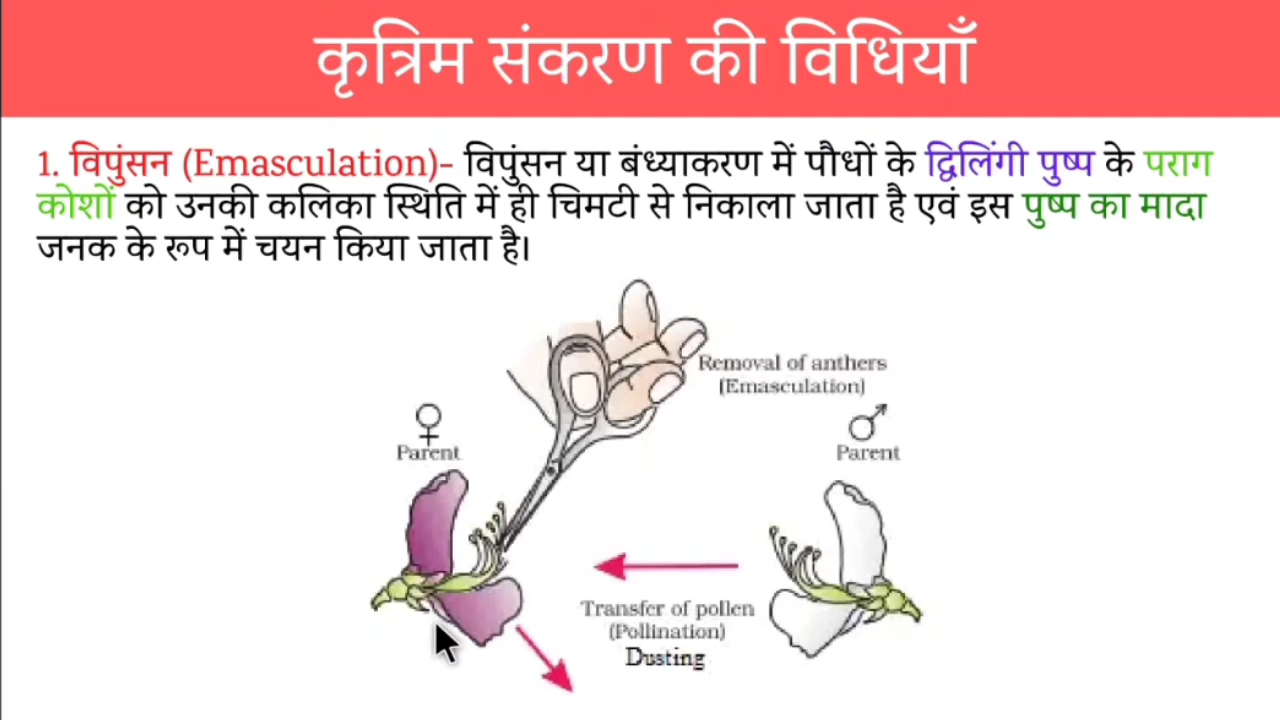 कृत्रिम संकरण की विधियाँ
1. विपुंसन (Emasculation)- विपुंसन या बंध्याकरण में पौधों के द्विलिंगी पुष्प के पराग
कोशों को उनकी कलिका स्थिति में ही चिमटी से निकाला जाता है एवं इस पुष्प का मादा
जनक के रूप में चयन किया जाता है।
Removal of anthers
(Emasculation)
♀
Parent
♂
Parent
Transfer of pollen
(Pollination)
Dusting